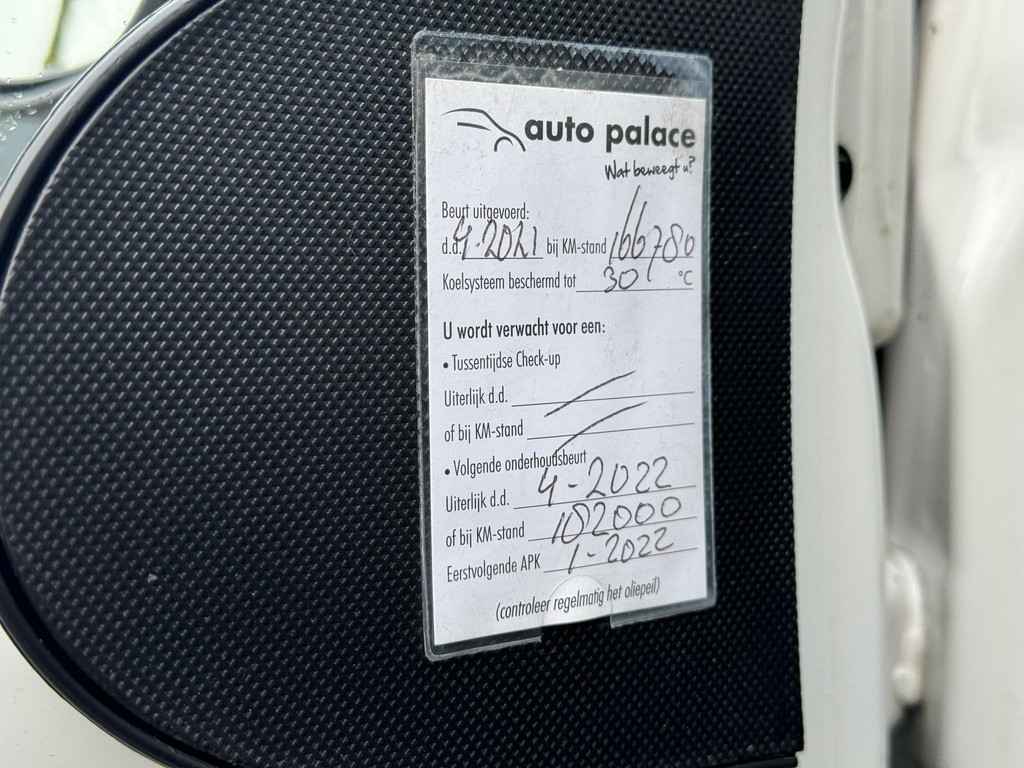 auto palace
Wat beweegt u?
Beurt uitgevoerd:
d.d. 4-2021 bij KM-stand 166780
Koelsysteem beschermd tot 30 °C
U wordt verwacht voor een:
• Tussentijdse Check-up
Uiterlijk d.d.
of bij KM-stand
• Volgende onderhoudsbeurt
Uiterlijk d.d. 4-2022
of bij KM-stand 182000
Eerstvolgende APK 1-2022
(controleer regelmatig het oliepeil)